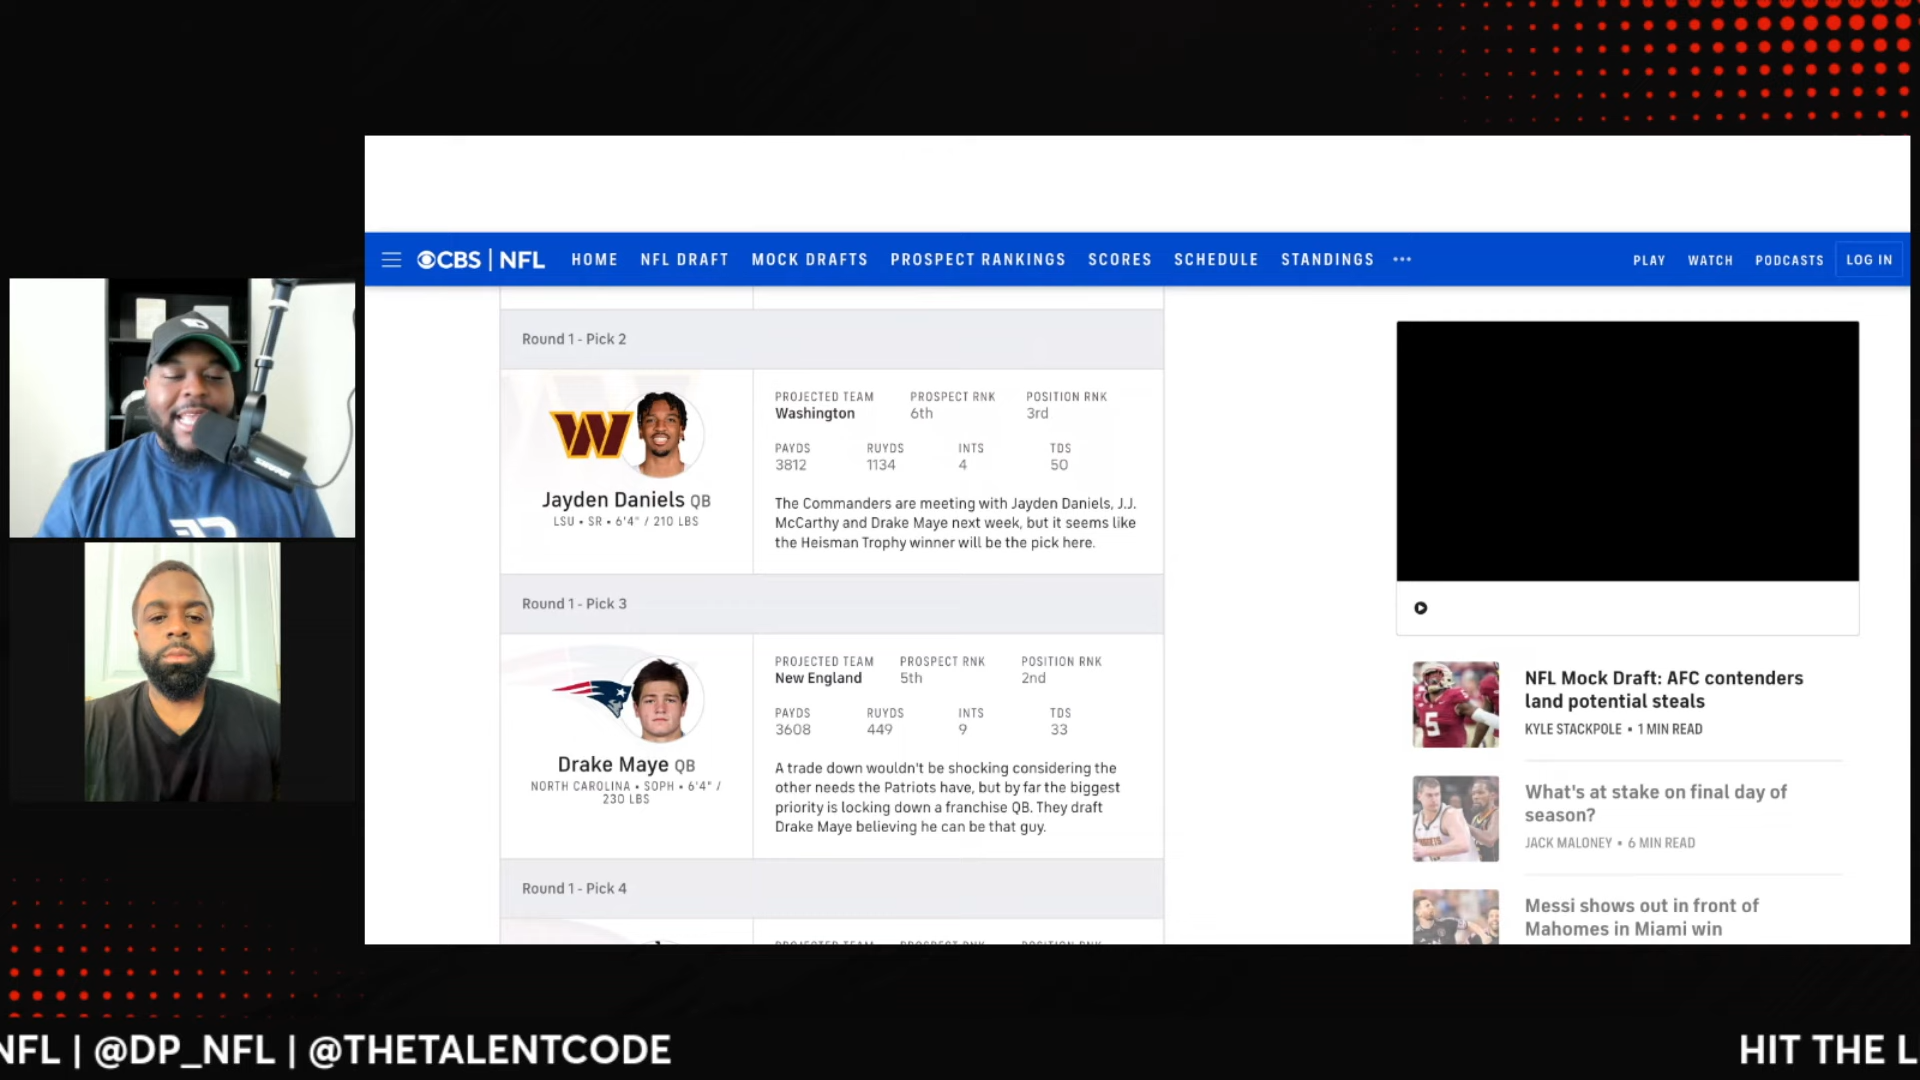 CBS | NFL HOME NFL DRAFT MOCK DRAFTS PROSPECT RANKINGS SCORES SCHEDULE STANDINGS ••• PLAY WATCH PODCASTS LOG IN
Round 1 - Pick 2
W
Jayden Daniels QB
LSU • SR • 6'4" / 210 LBS
PROJECTED TEAM PROSPECT RNK POSITION RNK
Washington 6th 3rd
PAYDS RUYDS INTS TDS
3812 1134 4 50
The Commanders are meeting with Jayden Daniels, J.J.
McCarthy and Drake Maye next week, but it seems like
the Heisman Trophy winner will be the pick here.
Round 1 - Pick 3
Drake Maye QB
NORTH CAROLINA • SOPH • 6'4" /
230 LBS
PROJECTED TEAM PROSPECT RNK POSITION RNK
New England 5th 2nd
PAYDS RUYDS INTS TDS
3608 449 9 33
A trade down wouldn't be shocking considering the
other needs the Patriots have, but by far the biggest
priority is locking down a franchise QB. They draft
Drake Maye believing he can be that guy.
Round 1 - Pick 4
PROJECTED TEAM PROSPECT RNK POSITION RNK
NFL Mock Draft: AFC contenders
land potential steals
KYLE STACKPOLE • 1 MIN READ
What's at stake on final day of
season?
JACK MALONEY • 6 MIN READ
Messi shows out in front of
Mahomes in Miami win
SHURE
5
NFL | @DP_NFL | @THETALENTCODE
HIT THE L